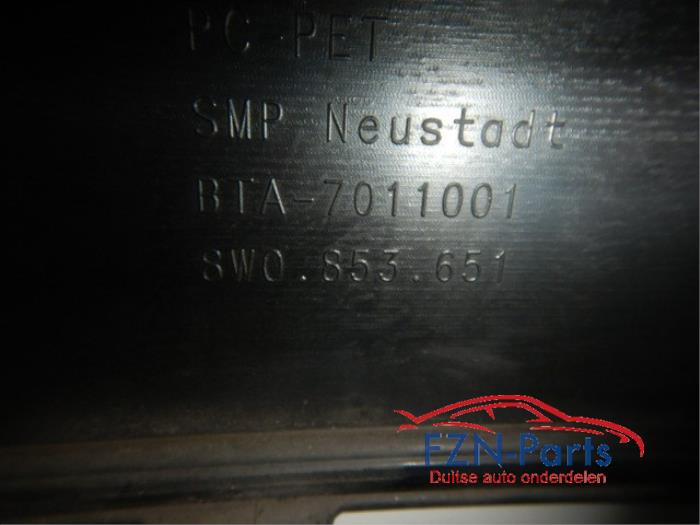 PC-PET
SMP Neustadt
BTA-7011001
8W0.853.651
FZN-Parts
Duitse auto onderdelen